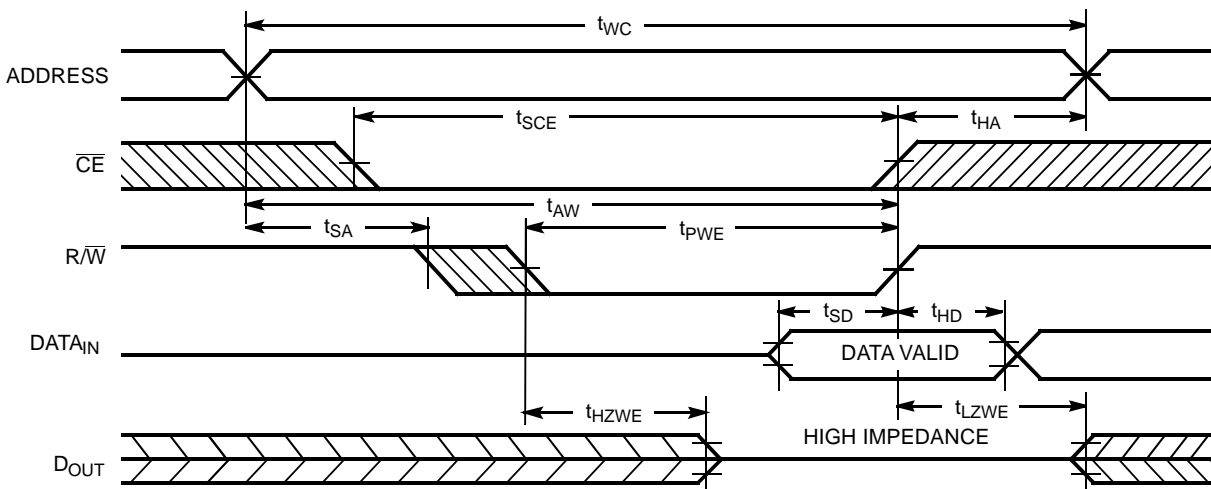 tWC
ADDRESS
tSCE
tHA
CE
tAW
tSA
tPWE
R/W
tSD
tHD
DATAIN
DATA VALID
tHZWE
tLZWE
HIGH IMPEDANCE
DOUT